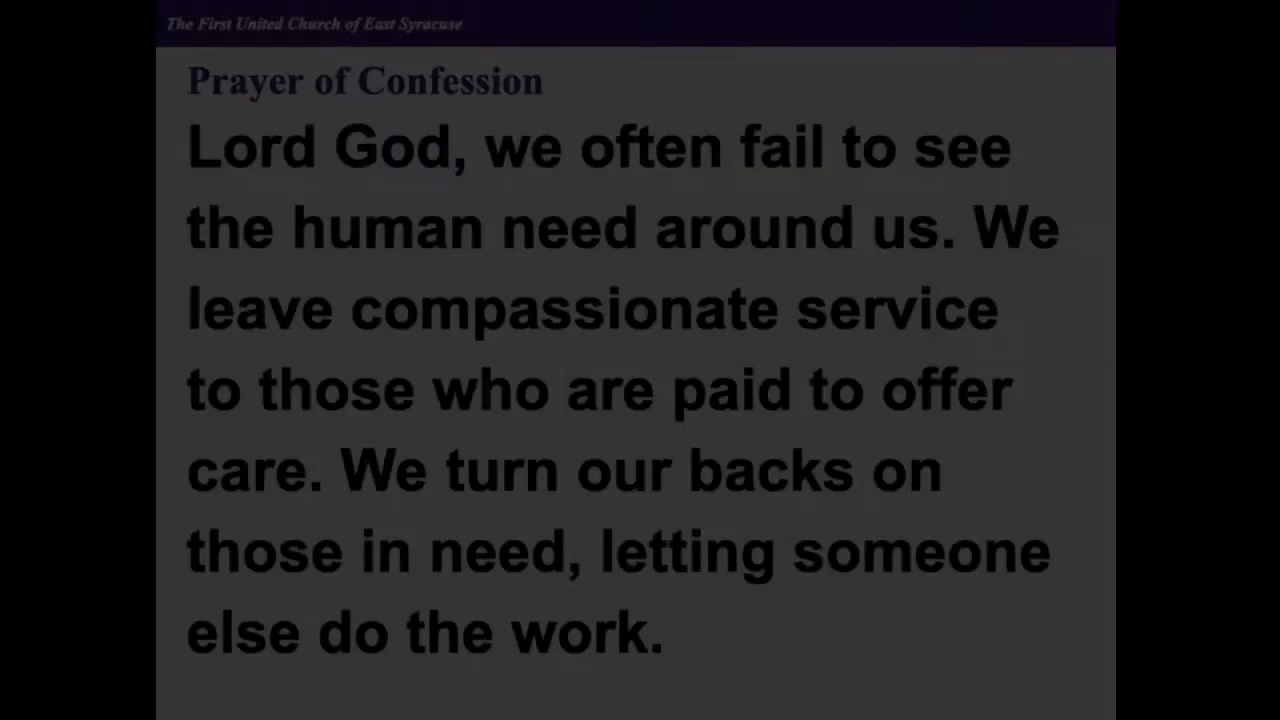 The First United Church of East Syracuse
Prayer of Confession
Lord God, we often fail to see
the human need around us. We
leave compassionate service
to those who are paid to offer
care. We turn our backs on
those in need, letting someone
else do the work.